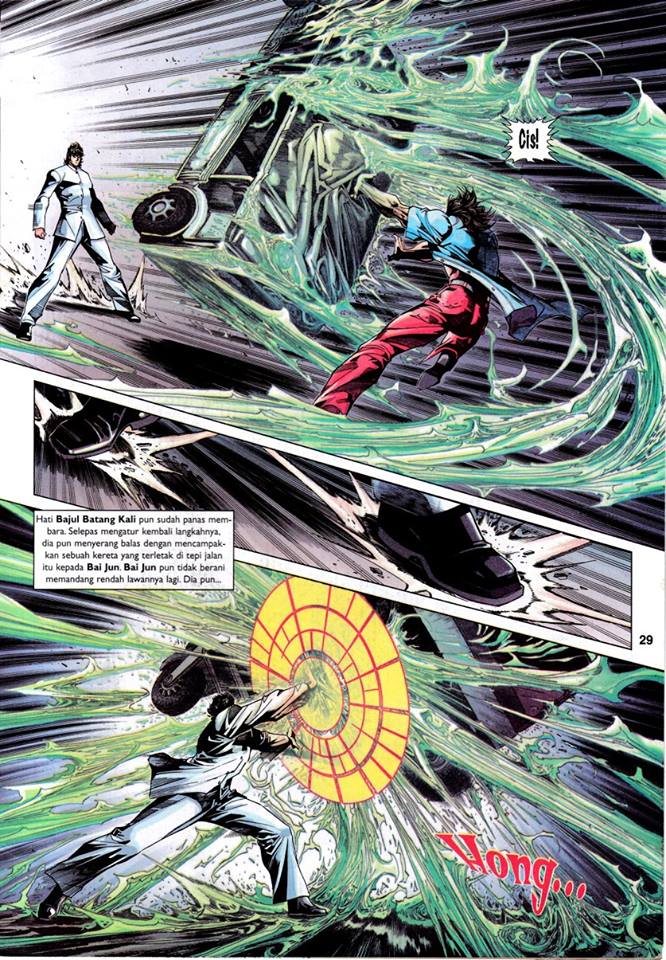 Cis!
Hati Bajul Batang Kali pun sudah panas mem-
bara. Selepas mengatur kembali langkahnya,
dia pun menyerang balas dengan mencampak-
kan sebuah kereta yang terletak di tepi jalan
itu kepada Bai Jun. Bai Jun pun tidak berani
memandang rendah lawannya lagi. Dia pun...
29
Hong...